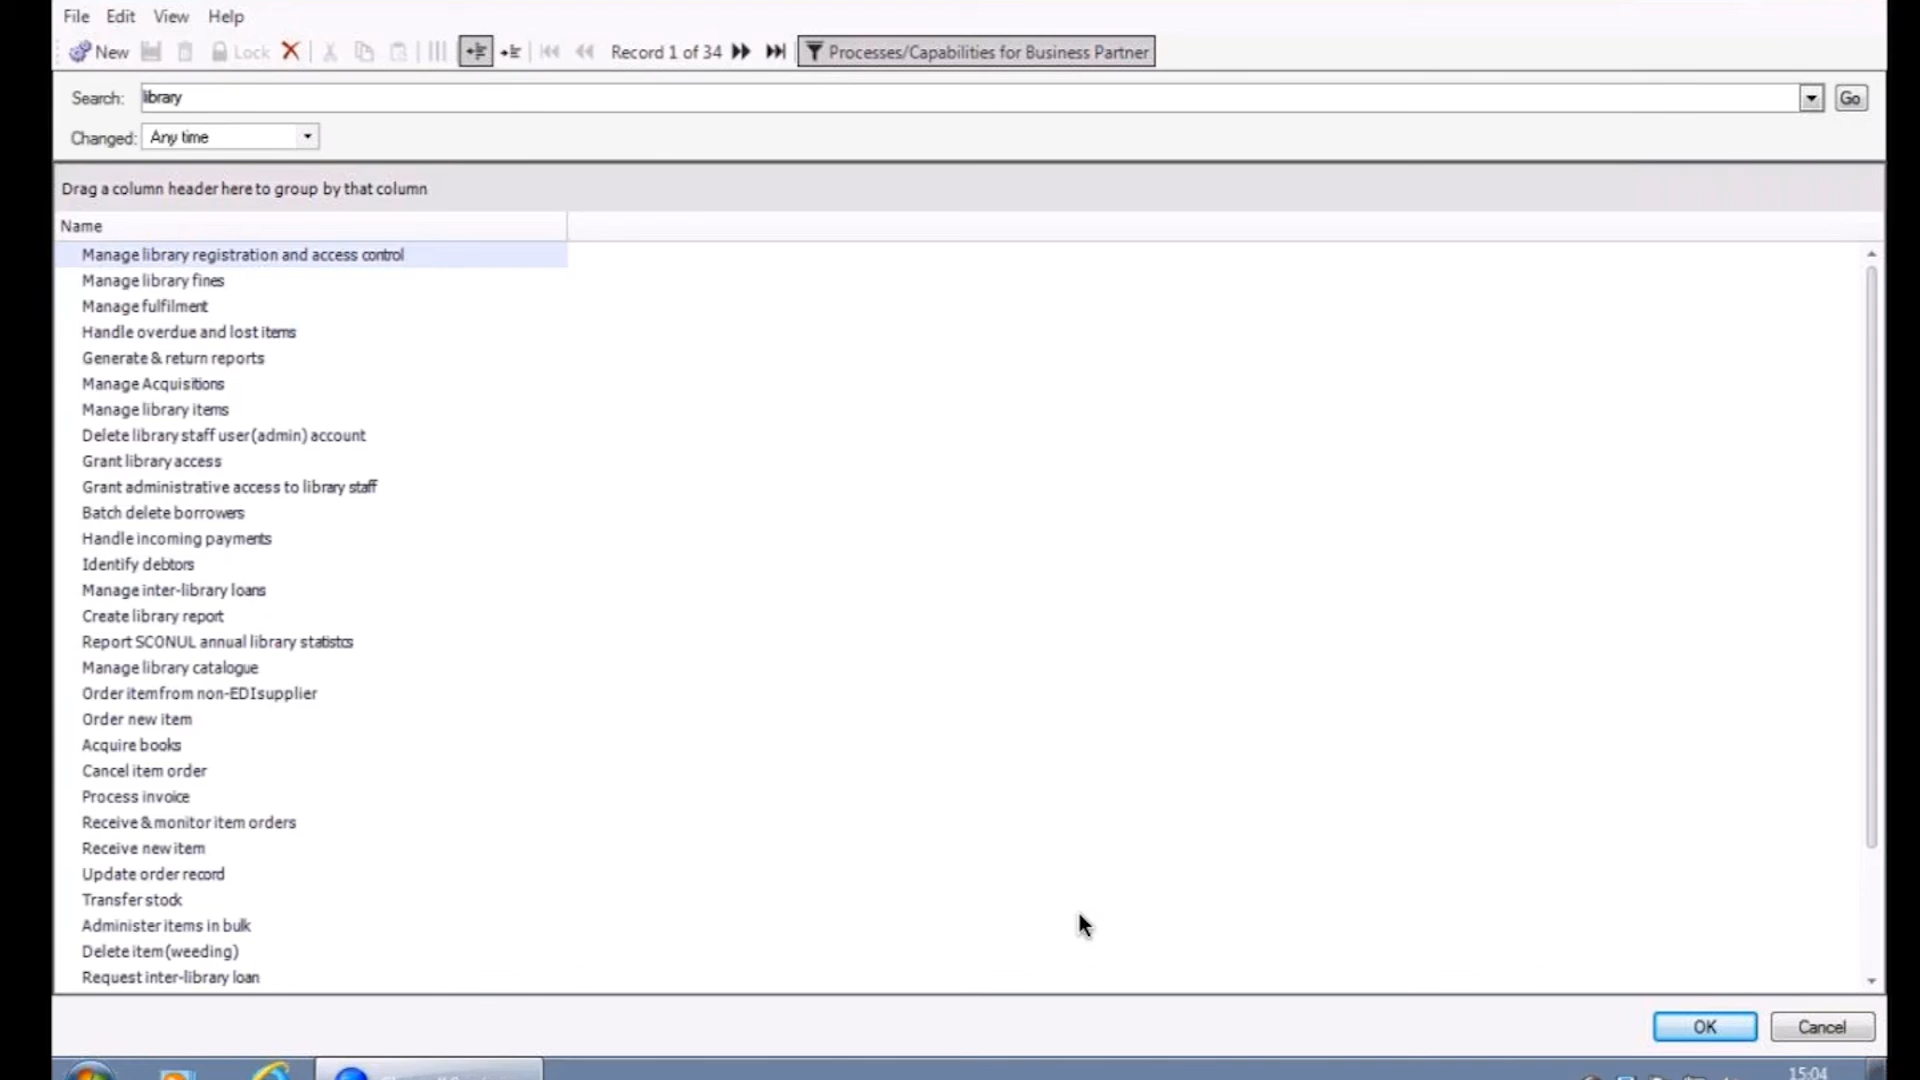 File Edit View Help
New Lock Record 1 of 34 Processes/Capabilities for Business Partner
Search: library Go
Changed: Any time
Drag a column header here to group by that column
Name
Manage library registration and access control
Manage library fines
Manage fulfilment
Handle overdue and lost items
Generate & return reports
Manage Acquisitions
Manage library items
Delete library staff user (admin) account
Grant library access
Grant administrative access to library staff
Batch delete borrowers
Handle incoming payments
Identify debtors
Manage inter-library loans
Create library report
Report SCONUL annual library statistcs
Manage library catalogue
Order item from non-EDI supplier
Order new item
Acquire books
Cancel item order
Process invoice
Receive & monitor item orders
Receive new item
Update order record
Transfer stock
Administer items in bulk
Delete item (weeding)
Request inter-library loan
OK Cancel
15:04